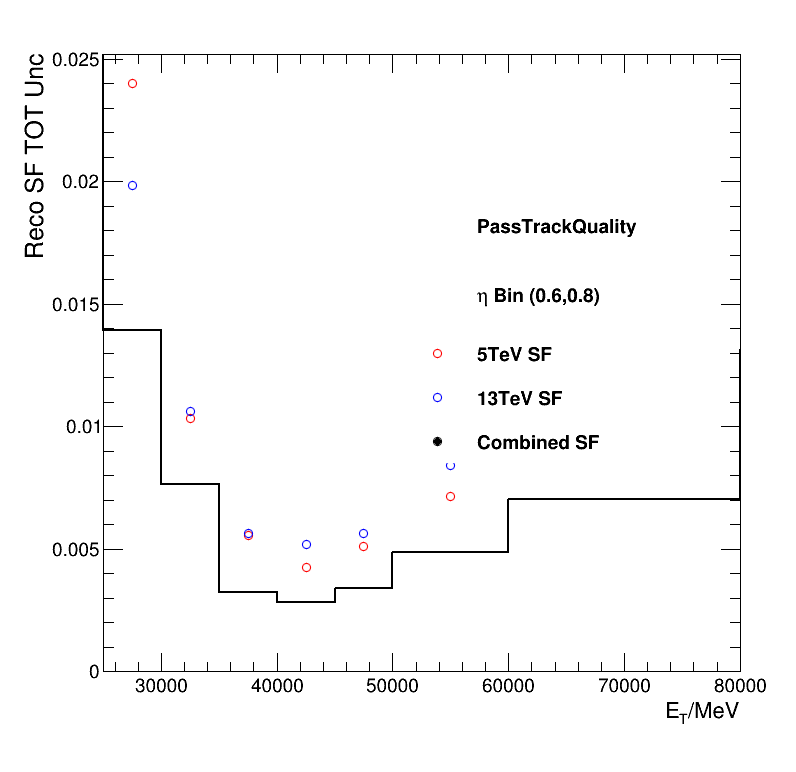 Reco SF TOT Unc
0.025
0.02
0.015
0.01
0.005
0
PassTrackQuality
η Bin (0.6,0.8)
5TeV SF
13TeV SF
Combined SF
30000 40000 50000 60000 70000 80000
E_T/MeV